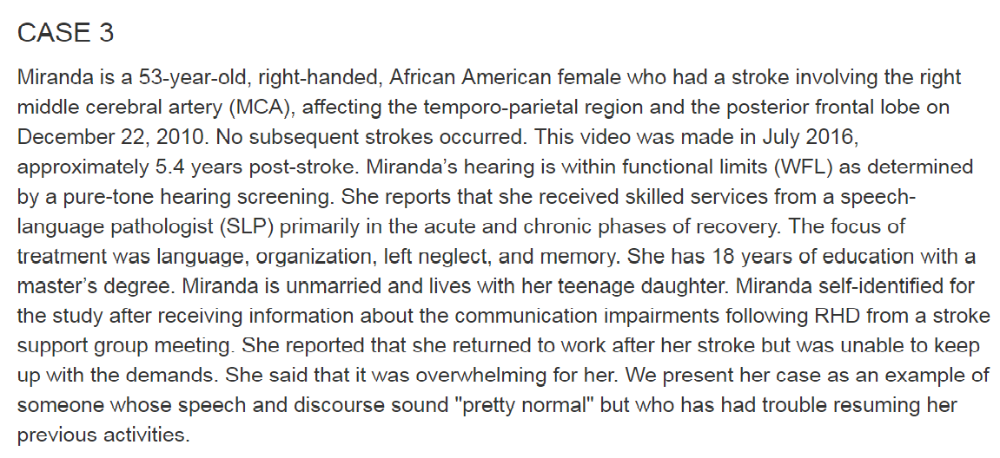 CASE 3
Miranda is a 53-year-old, right-handed, African American female who had a stroke involving the right
middle cerebral artery (MCA), affecting the temporo-parietal region and the posterior frontal lobe on
December 22, 2010. No subsequent strokes occurred. This video was made in July 2016,
approximately 5.4 years post-stroke. Miranda’s hearing is within functional limits (WFL) as determined
by a pure-tone hearing screening. She reports that she received skilled services from a speech-
language pathologist (SLP) primarily in the acute and chronic phases of recovery. The focus of
treatment was language, organization, left neglect, and memory. She has 18 years of education with a
master’s degree. Miranda is unmarried and lives with her teenage daughter. Miranda self-identified for
the study after receiving information about the communication impairments following RHD from a stroke
support group meeting. She reported that she returned to work after her stroke but was unable to keep
up with the demands. She said that it was overwhelming for her. We present her case as an example of
someone whose speech and discourse sound "pretty normal" but who has had trouble resuming her
previous activities.